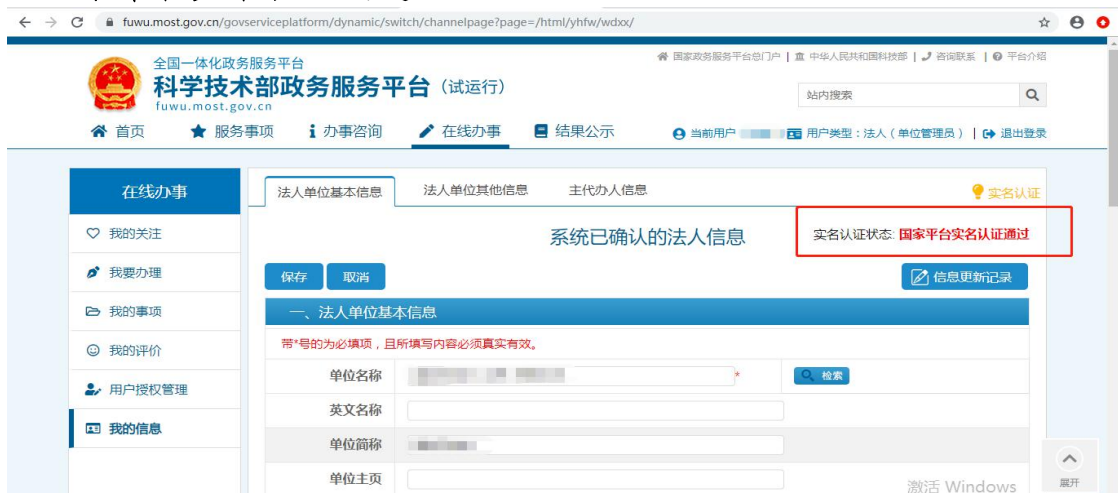 fuwu.most.gov.cn/govserviceplatform/dynamic/switch/channelpage?page=/html/yhfw/wdxx/
全国一体化政务服务平台
科学技术部政务服务平台（试运行）
fuwu.most.gov.cn
国家政务服务平台总门户 | 中华人民共和国科技部 | 咨询联系 | 平台介绍
站内搜索
首页 服务事项 办事咨询 在线办事 结果公示
当前用户 用户类型：法人（单位管理员） | 退出登录
在线办事
我的关注
我要办理
我的事项
我的评价
用户授权管理
我的信息
法人单位基本信息 法人单位其他信息 主代办人信息
实名认证
系统已确认的法人信息
实名认证状态: 国家平台实名认证通过
保存 取消 信息更新记录
一、法人单位基本信息
带*号的为必填项，且所填写内容必须真实有效。
单位名称 * 检索
英文名称
单位简称
单位主页
激活 Windows
展开